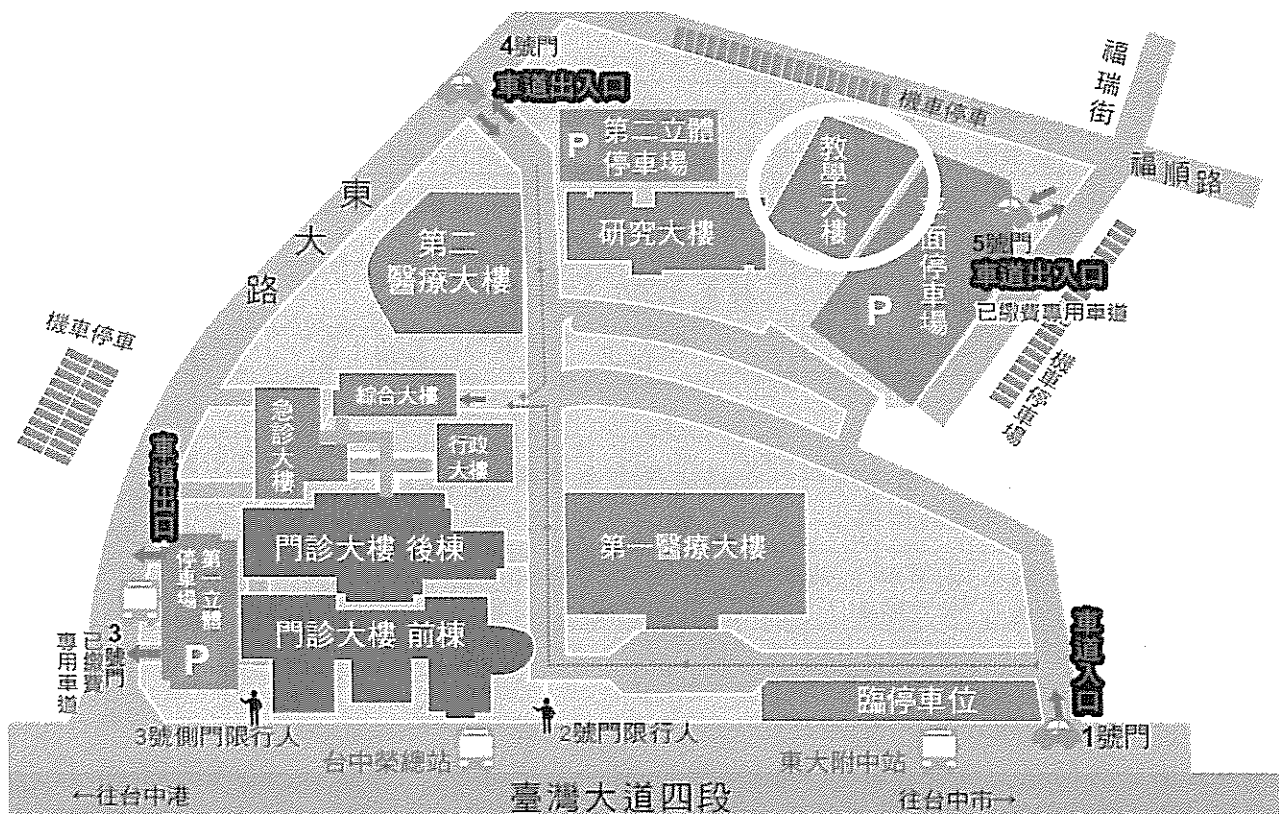 4號門
車道出入口
福瑞街
機車停車
P 第二立體
停車場
教學大樓
福順路
東大路
第二
醫療大樓
研究大樓
平面停車場
P
5號門
車道出入口
已繳費專用車道
機車停車場
機車停車
綜合大樓
急診大樓
行政
大樓
車道出口
門診大樓 後棟
第一醫療大樓
第一立體
停車場
P
門診大樓 前棟
3號門
已繳費
專用車道
車道入口
臨停車位
3號側門限行人
2號門限行人
1號門
台中榮總站
東大附中站
←往台中港
臺灣大道四段
往台中市→